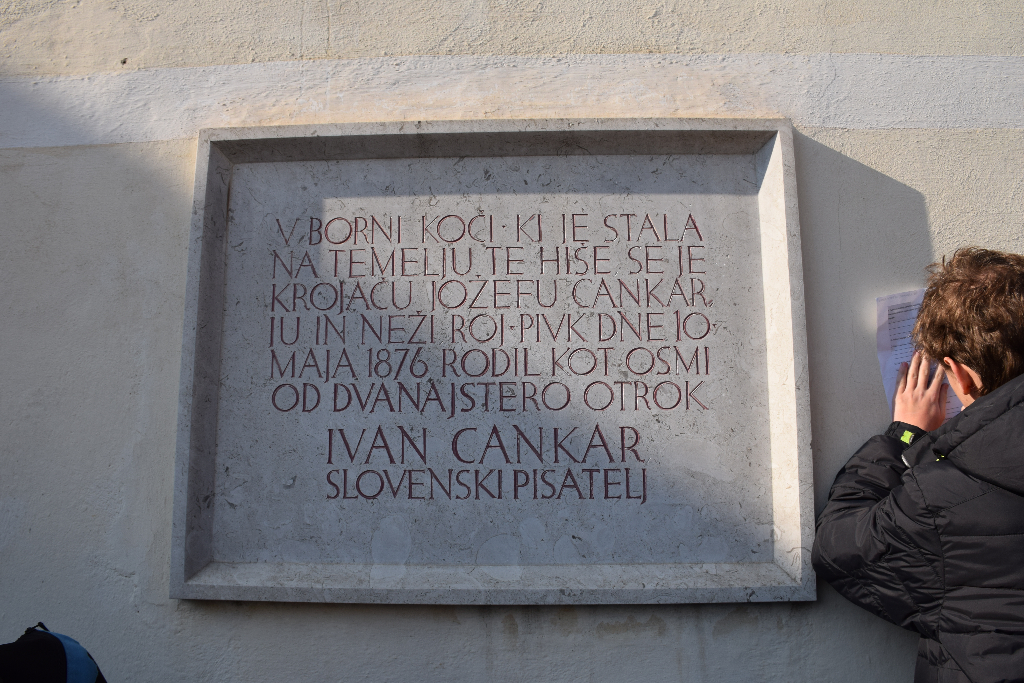 V BORNI KOČI · KI JE STALA
NA TEMELJU TE HIŠE SE JE
KROJAČU JOŽEFU CANKAR
JU IN NEŽI ROJ·PIVK DNE 10
MAJA 1876 RODIL KOT OSMI
OD DVANAJSTERO OTROK
IVAN CANKAR
SLOVENSKI PISATELJ